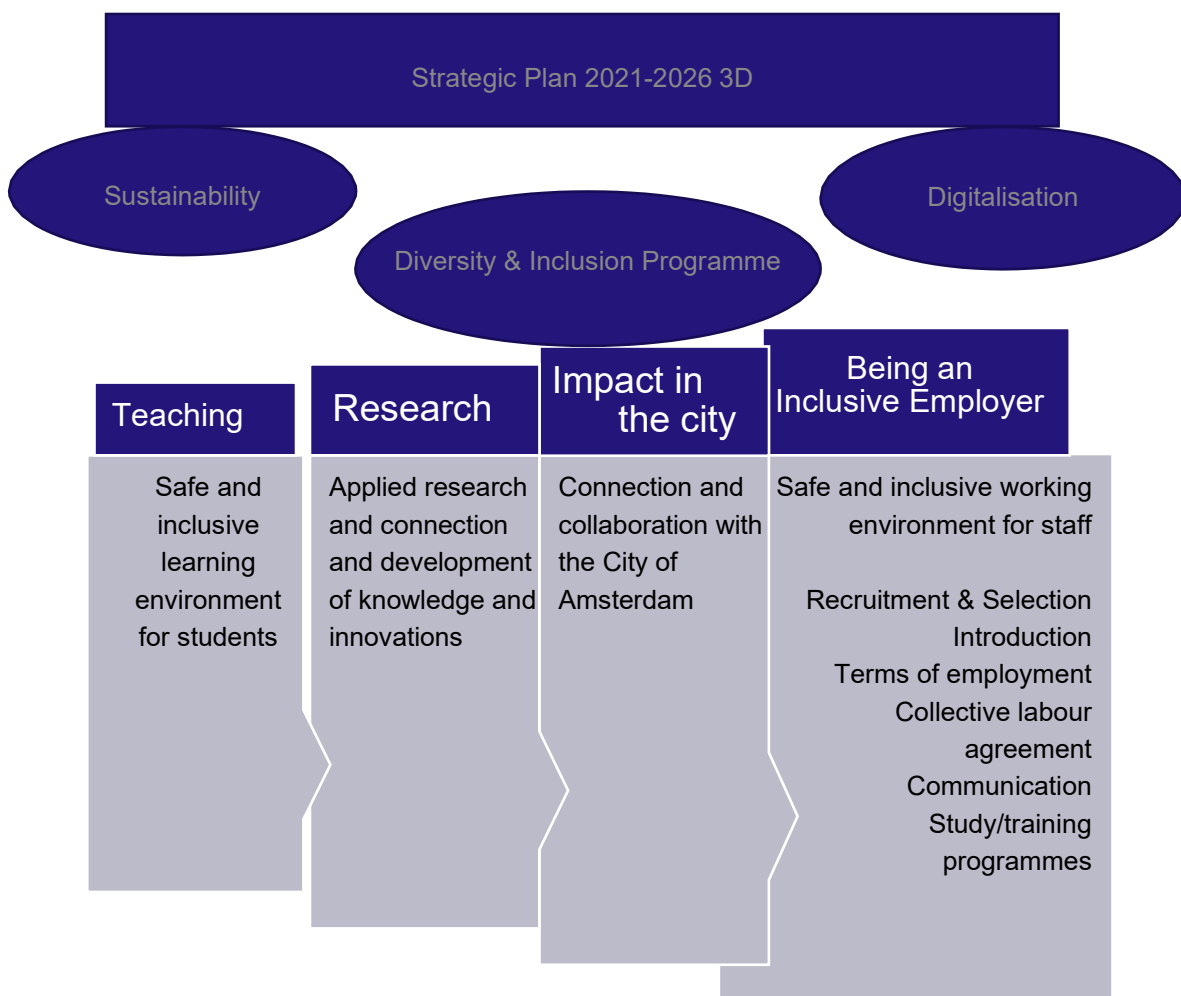 Strategic Plan 2021-2026 3D
Sustainability
Digitalisation
Diversity & Inclusion Programme
Teaching
Safe and
inclusive
learning
environment
for students
Research
Applied research
and connection
and development
of knowledge and
innovations
Impact in
the city
Connection and
collaboration with
the City of
Amsterdam
Being an
Inclusive Employer
Safe and inclusive working
environment for staff
Recruitment & Selection
Introduction
Terms of employment
Collective labour
agreement
Communication
Study/training
programmes